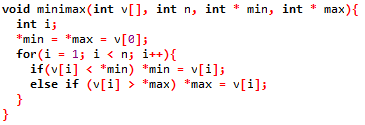 void minimax(int v[], int n, int * min, int * max){
  int i;
  *min = *max = v[0];
  for(i = 1; i < n; i++){
    if(v[i] < *min) *min = v[i];
    else if (v[i] > *max) *max = v[i];
  }
}